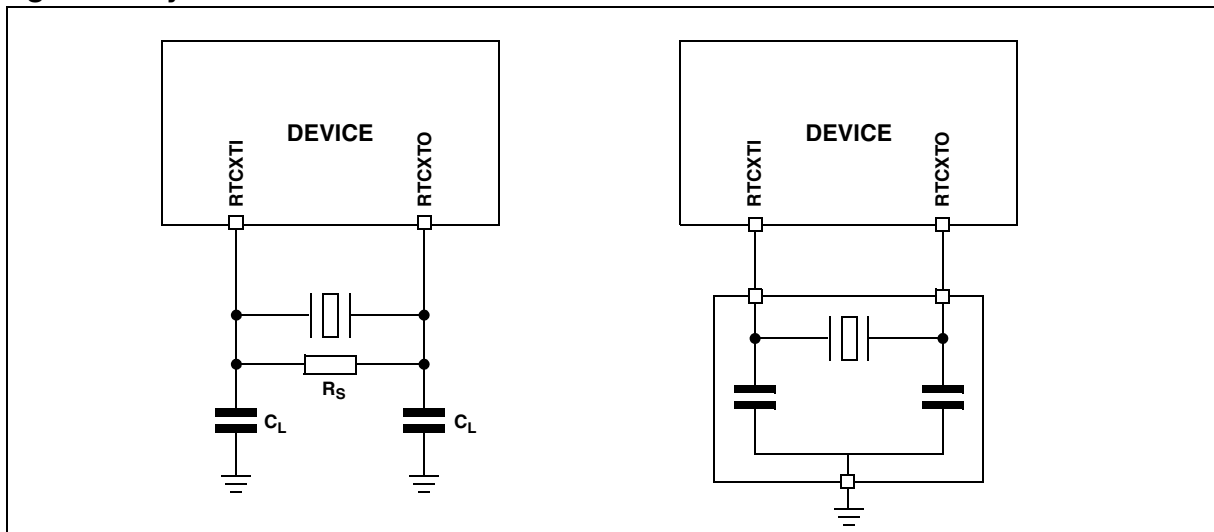 DEVICE
RTCXTI
RTCXTO
R_S
C_L
C_L
DEVICE
RTCXTI
RTCXTO